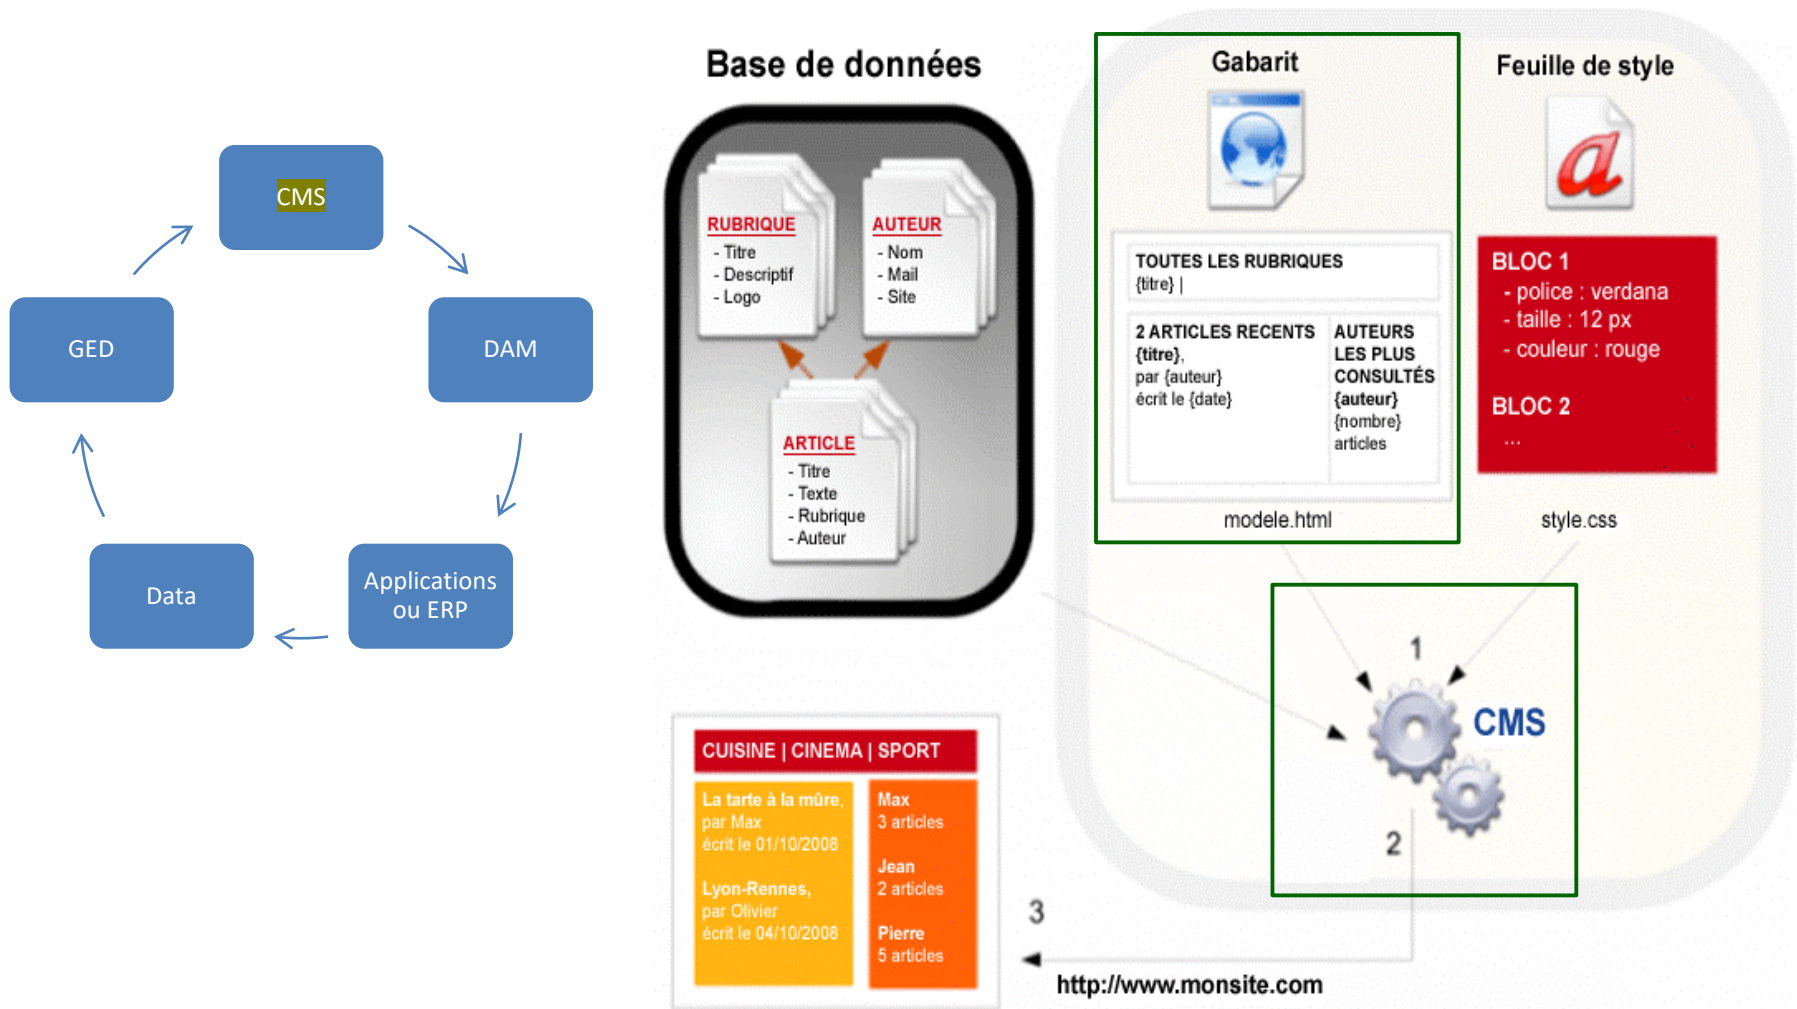 CMS
GED
DAM
Data
Applications
ou ERP
Base de données
RUBRIQUE
- Titre
- Descriptif
- Logo
AUTEUR
- Nom
- Mail
- Site
ARTICLE
- Titre
- Texte
- Rubrique
- Auteur
Gabarit
TOUTES LES RUBRIQUES
{titre} |
2 ARTICLES RECENTS
{titre},
par {auteur}
écrit le {date}
AUTEURS
LES PLUS
CONSULTÉS
{auteur}
{nombre}
articles
modele.html
Feuille de style
a
BLOC 1
- police : verdana
- taille : 12 px
- couleur : rouge
BLOC 2
...
style.css
1
CMS
2
3
http://www.monsite.com
CUISINE | CINEMA | SPORT
La tarte à la mûre,
par Max
écrit le 01/10/2008
Lyon-Rennes,
par Olivier
écrit le 04/10/2008
Max
3 articles
Jean
2 articles
Pierre
5 articles